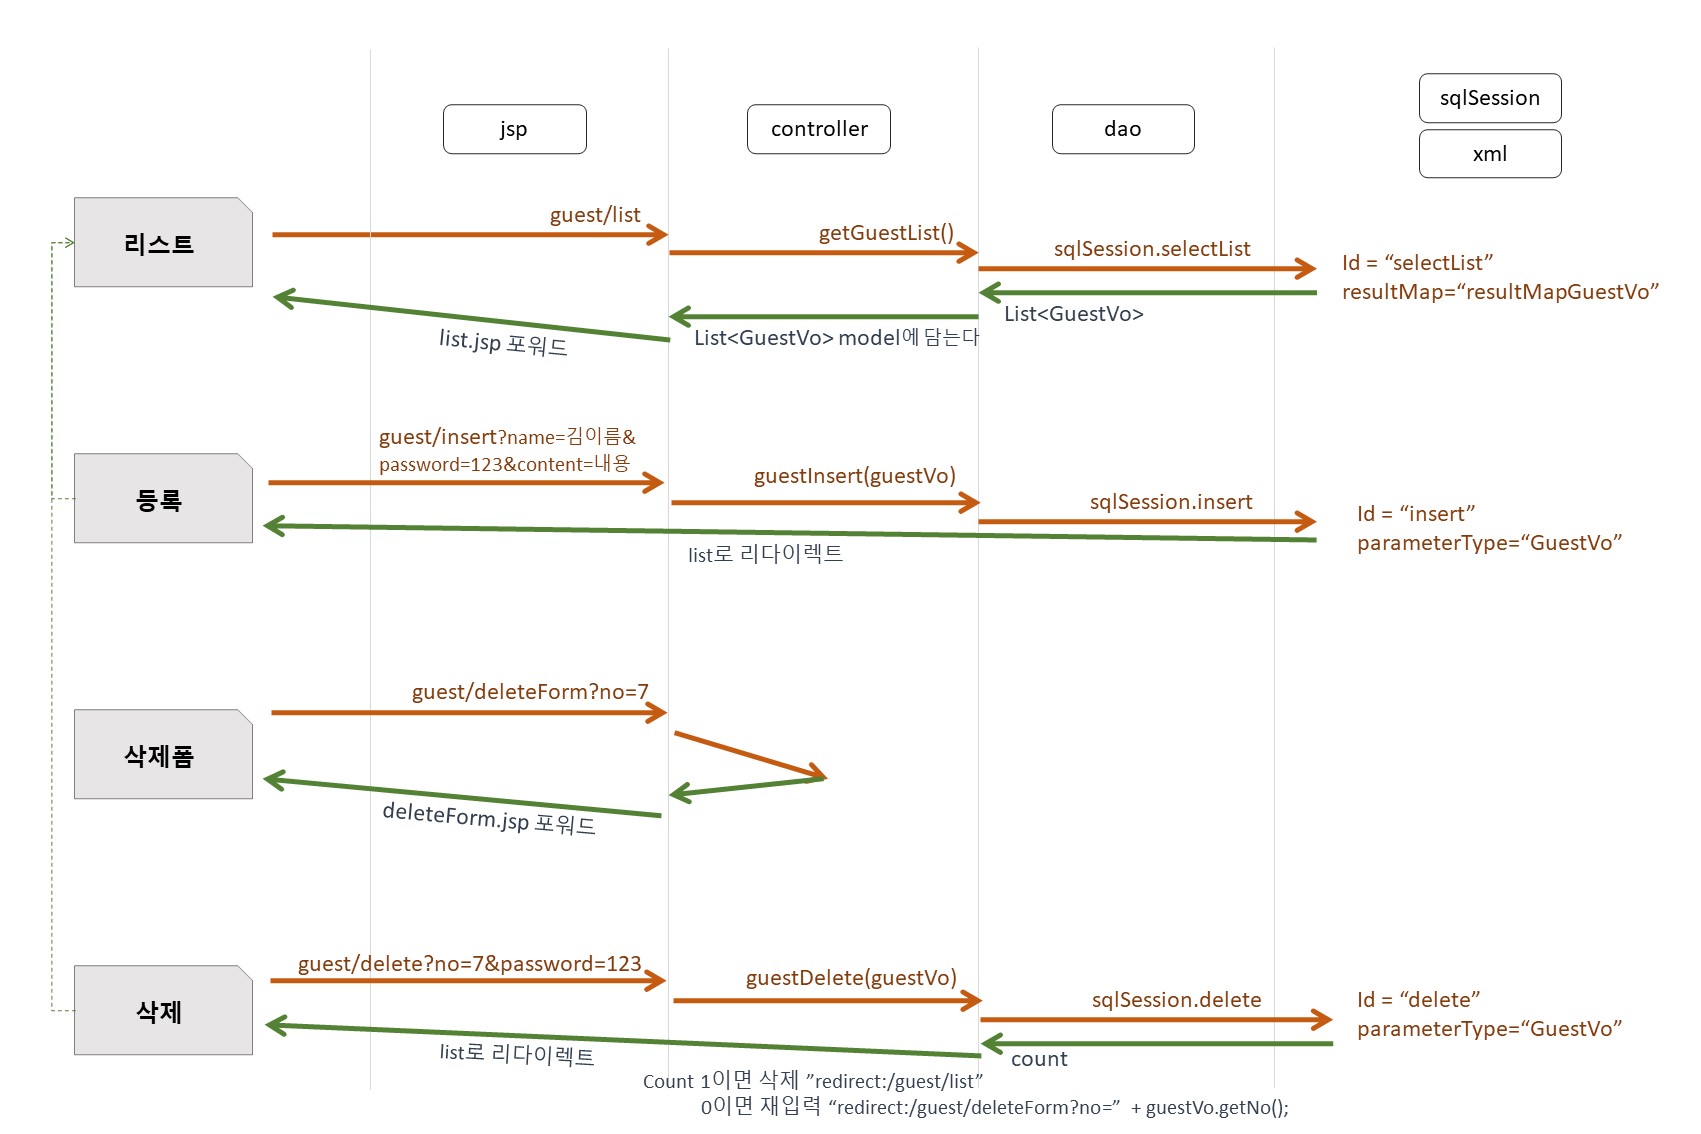 jsp
controller
dao
sqlSession
xml
리스트
guest/list
getGuestList()
sqlSession.selectList
Id = “selectList”
resultMap=“resultMapGuestVo”
List<GuestVo>
List<GuestVo> model에 담는다
list.jsp 포워드
등록
guest/insert?name=김이름&
password=123&content=내용
guestInsert(guestVo)
sqlSession.insert
Id = “insert”
parameterType=“GuestVo”
list로 리다이렉트
삭제폼
guest/deleteForm?no=7
deleteForm.jsp 포워드
삭제
guest/delete?no=7&password=123
guestDelete(guestVo)
sqlSession.delete
Id = “delete”
parameterType=“GuestVo”
count
list로 리다이렉트
Count 1이면 삭제 ”redirect:/guest/list”
0이면 재입력 “redirect:/guest/deleteForm?no=” + guestVo.getNo();